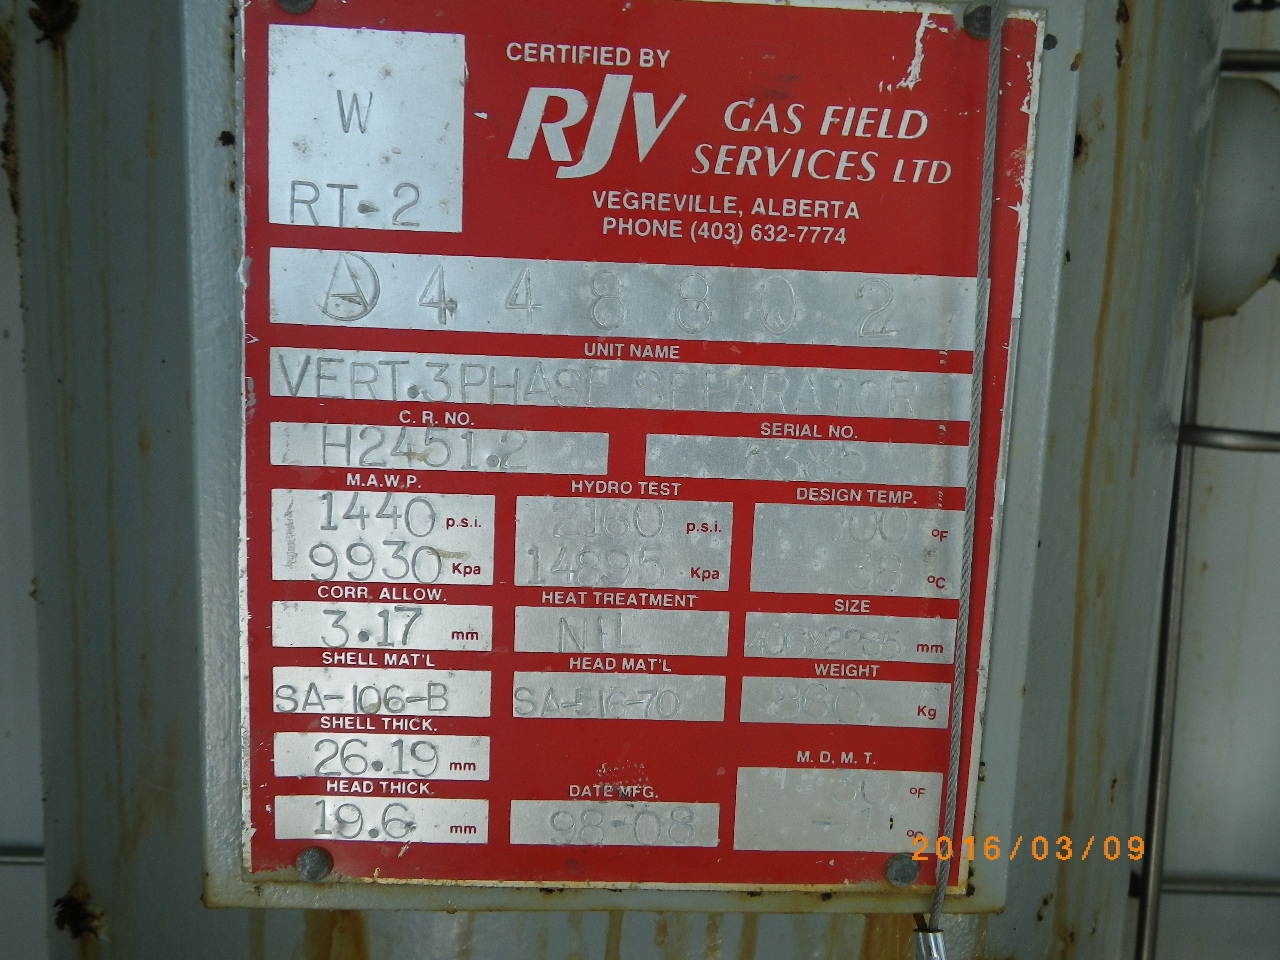 CERTIFIED BY
RJV GAS FIELD
SERVICES LTD
VEGREVILLE, ALBERTA
PHONE (403) 632-7774
W
RT-2
A 448802
UNIT NAME
VERT. 3PHASE SEPARATOR
C. R. NO. SERIAL NO.
H2451.2
M.A.W.P. HYDRO TEST DESIGN TEMP.
1440 p.s.i. 2160 p.s.i. 100 °F
9930 Kpa 14895 Kpa 38 °C
CORR. ALLOW. HEAT TREATMENT SIZE
3.17 mm NIL mm
SHELL MAT'L HEAD MAT'L WEIGHT
SA-106-B SA-516-70 Kg
SHELL THICK.
26.19 mm
HEAD THICK. DATE MFG. M. D. M. T.
19.6 mm 98-08 °F
°C
2016/03/09